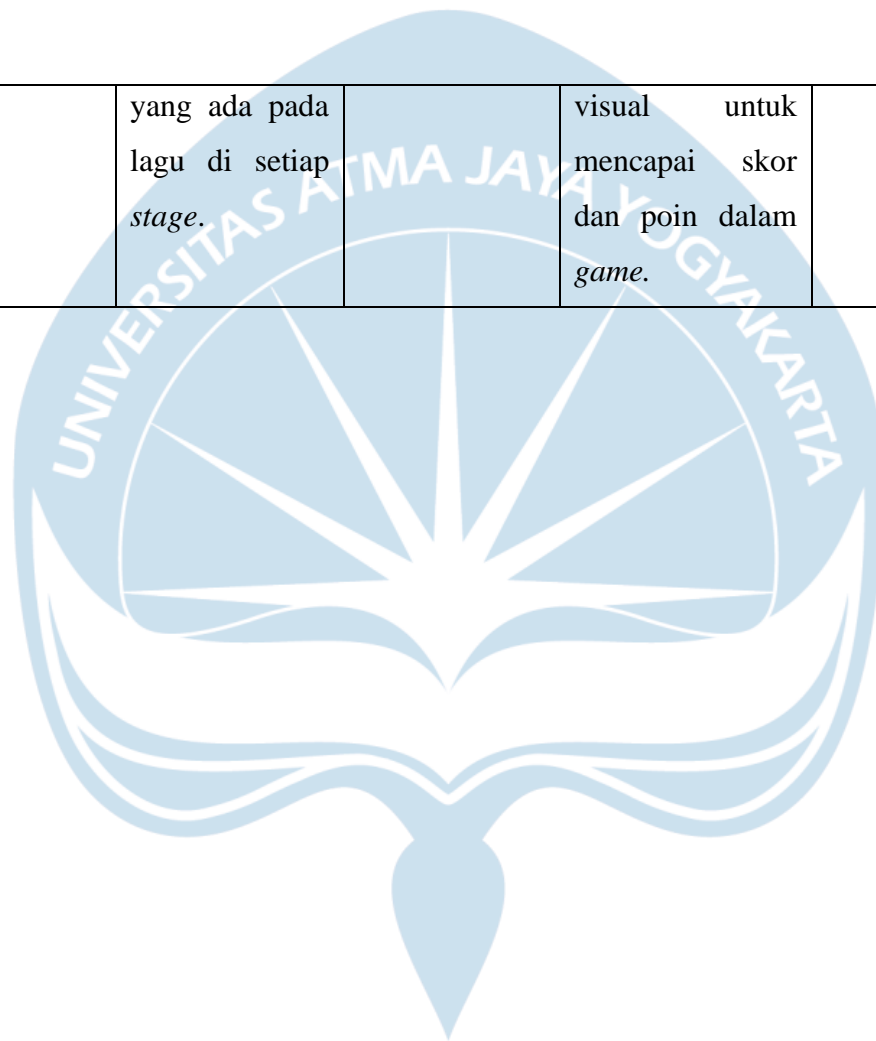 yang ada pada
lagu di setiap
stage.
visual untuk
mencapai skor
dan poin dalam
game.
UNIVERSITAS ATMA JAYA YOGYAKARTA